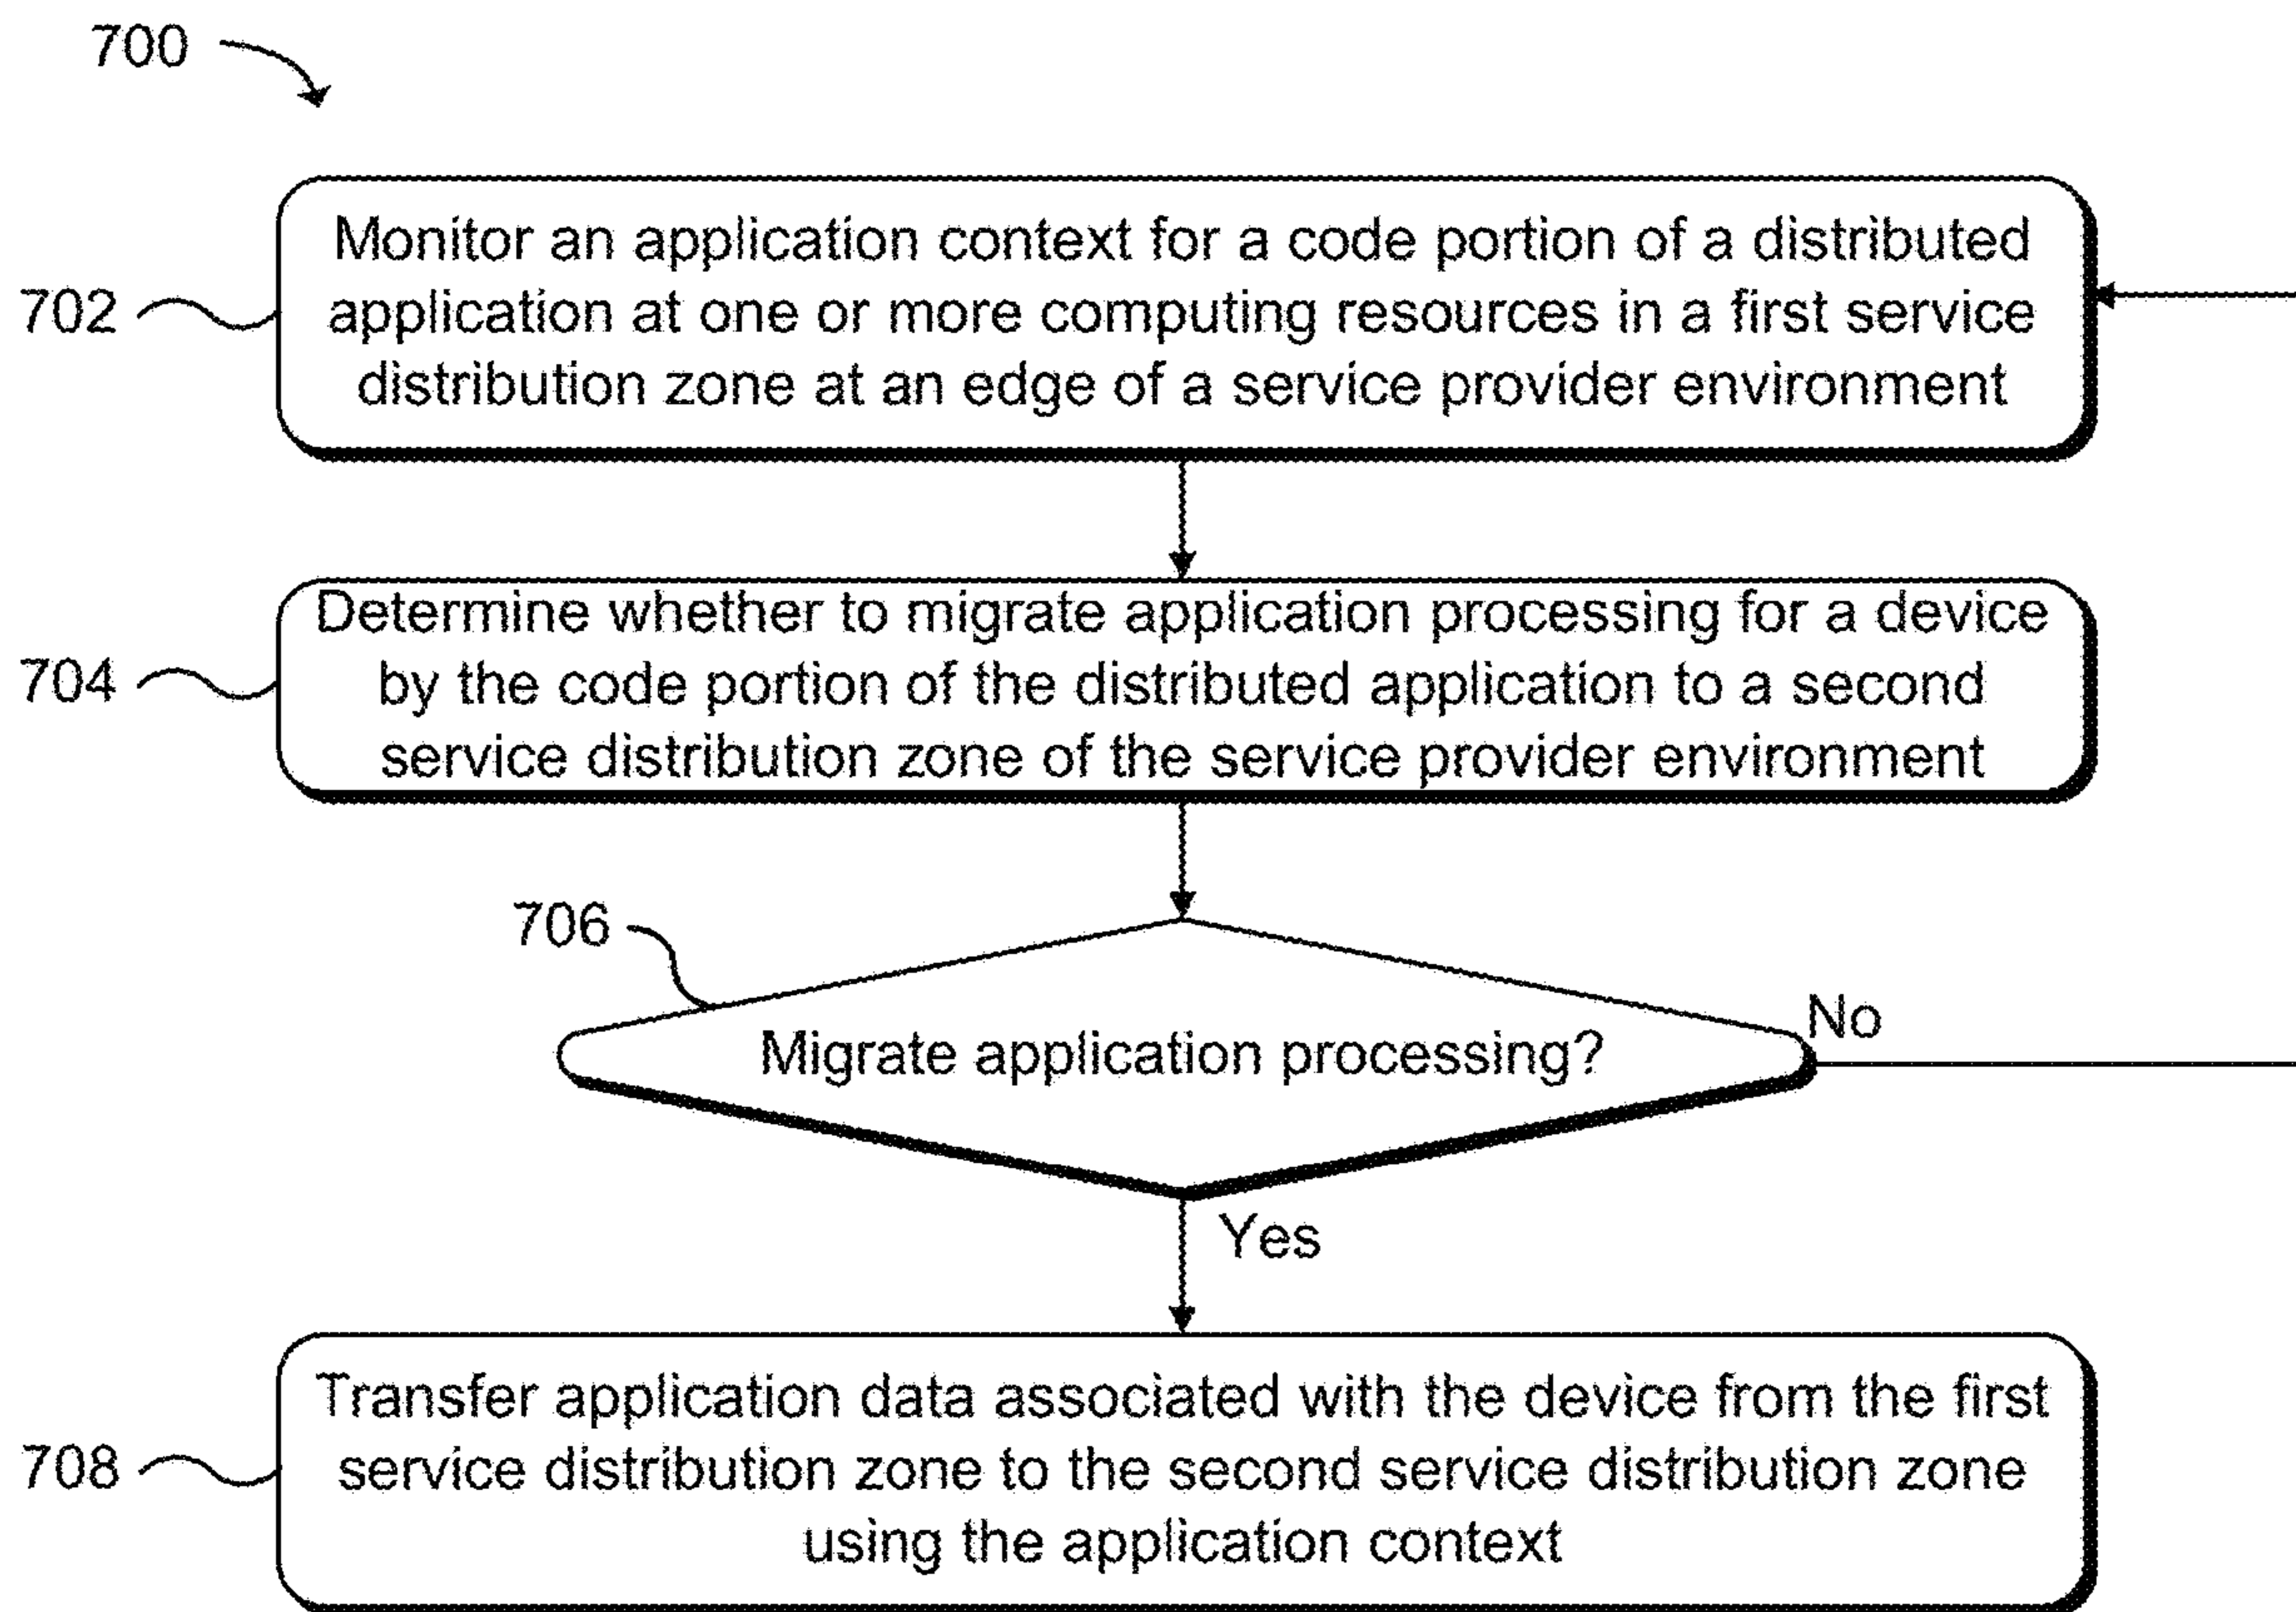 700
702
Monitor an application context for a code portion of a distributed
application at one or more computing resources in a first service
distribution zone at an edge of a service provider environment
704
Determine whether to migrate application processing for a device
by the code portion of the distributed application to a second
service distribution zone of the service provider environment
706
Migrate application processing?
No
Yes
708
Transfer application data associated with the device from the first
service distribution zone to the second service distribution zone
using the application context